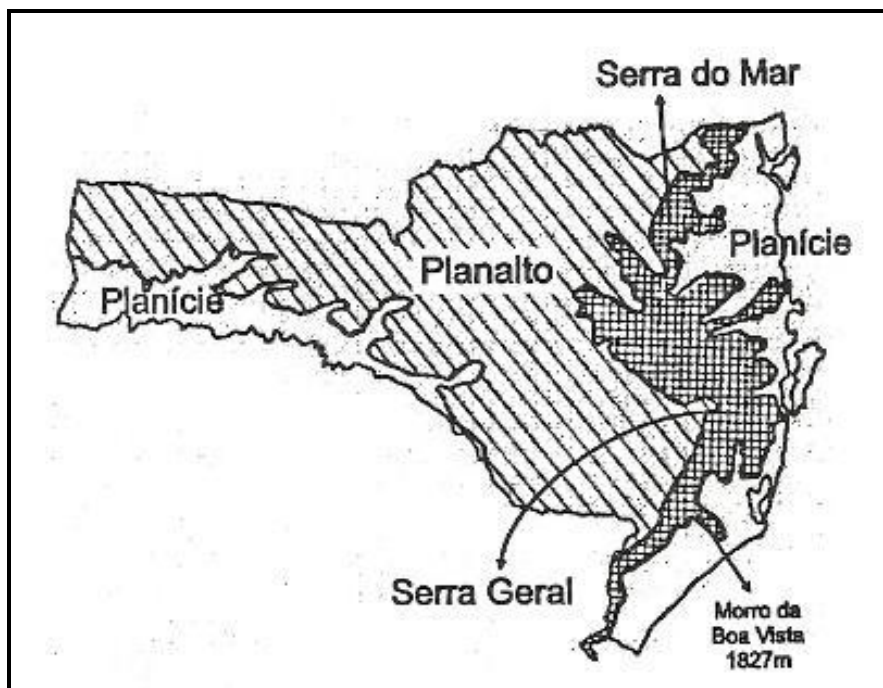 Serra do Mar
Planície
Planalto
Planície
Serra Geral
Morro da
Boa Vista
1827m